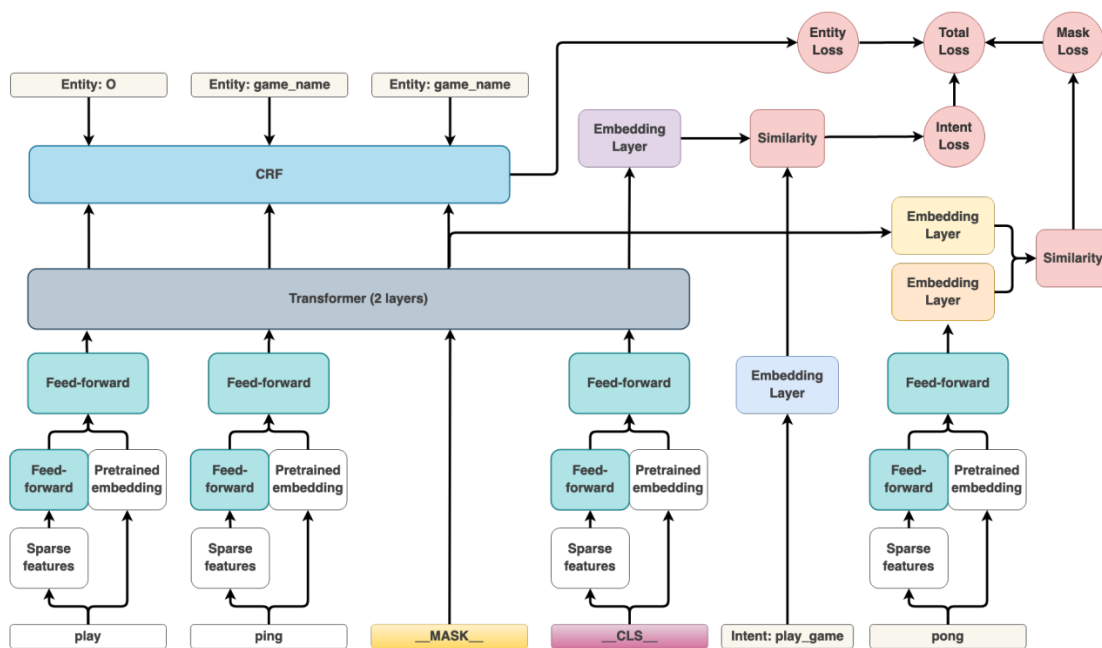 Entity
Loss
Total
Loss
Mask
Loss
Entity: O
Entity: game_name
Entity: game_name
Embedding
Layer
Similarity
Intent
Loss
CRF
Embedding
Layer
Similarity
Embedding
Layer
Transformer (2 layers)
Feed-forward
Feed-forward
Feed-forward
Embedding
Layer
Feed-forward
Feed-
forward
Pretrained
embedding
Feed-
forward
Pretrained
embedding
Feed-
forward
Pretrained
embedding
Feed-
forward
Pretrained
embedding
Sparse
features
Sparse
features
Sparse
features
Sparse
features
play
ping
__MASK__
__CLS__
Intent: play_game
pong